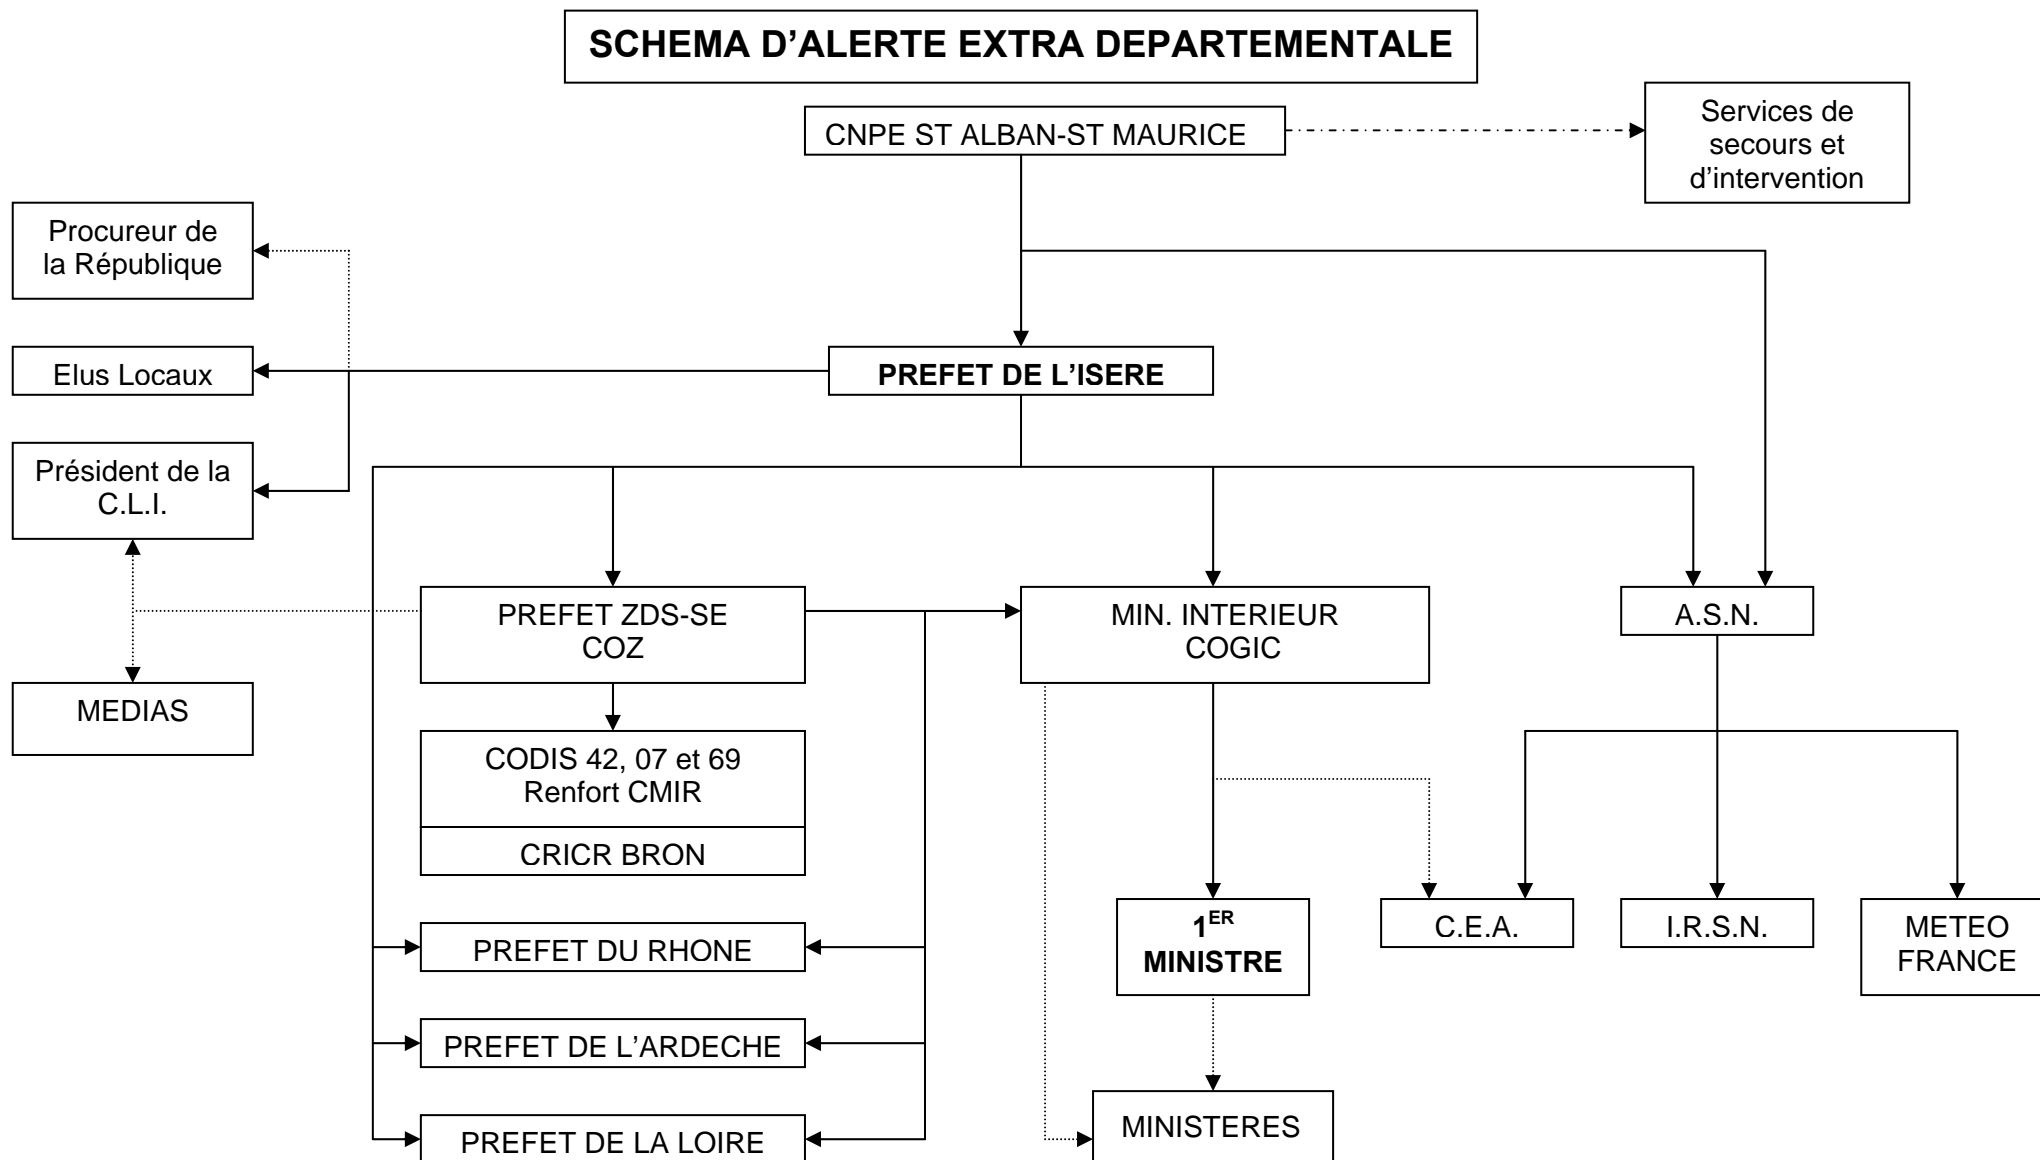 SCHEMA D’ALERTE EXTRA DEPARTEMENTALE
CNPE ST ALBAN-ST MAURICE
Services de
secours et
d’intervention
Procureur de
la République
Elus Locaux
PREFET DE L’ISERE
Président de la
C.L.I.
PREFET ZDS-SE
COZ
MIN. INTERIEUR
COGIC
A.S.N.
MEDIAS
CODIS 42, 07 et 69
Renfort CMIR
CRICR BRON
PREFET DU RHONE
1ER
MINISTRE
C.E.A.
I.R.S.N.
METEO
FRANCE
PREFET DE L’ARDECHE
PREFET DE LA LOIRE
MINISTERES